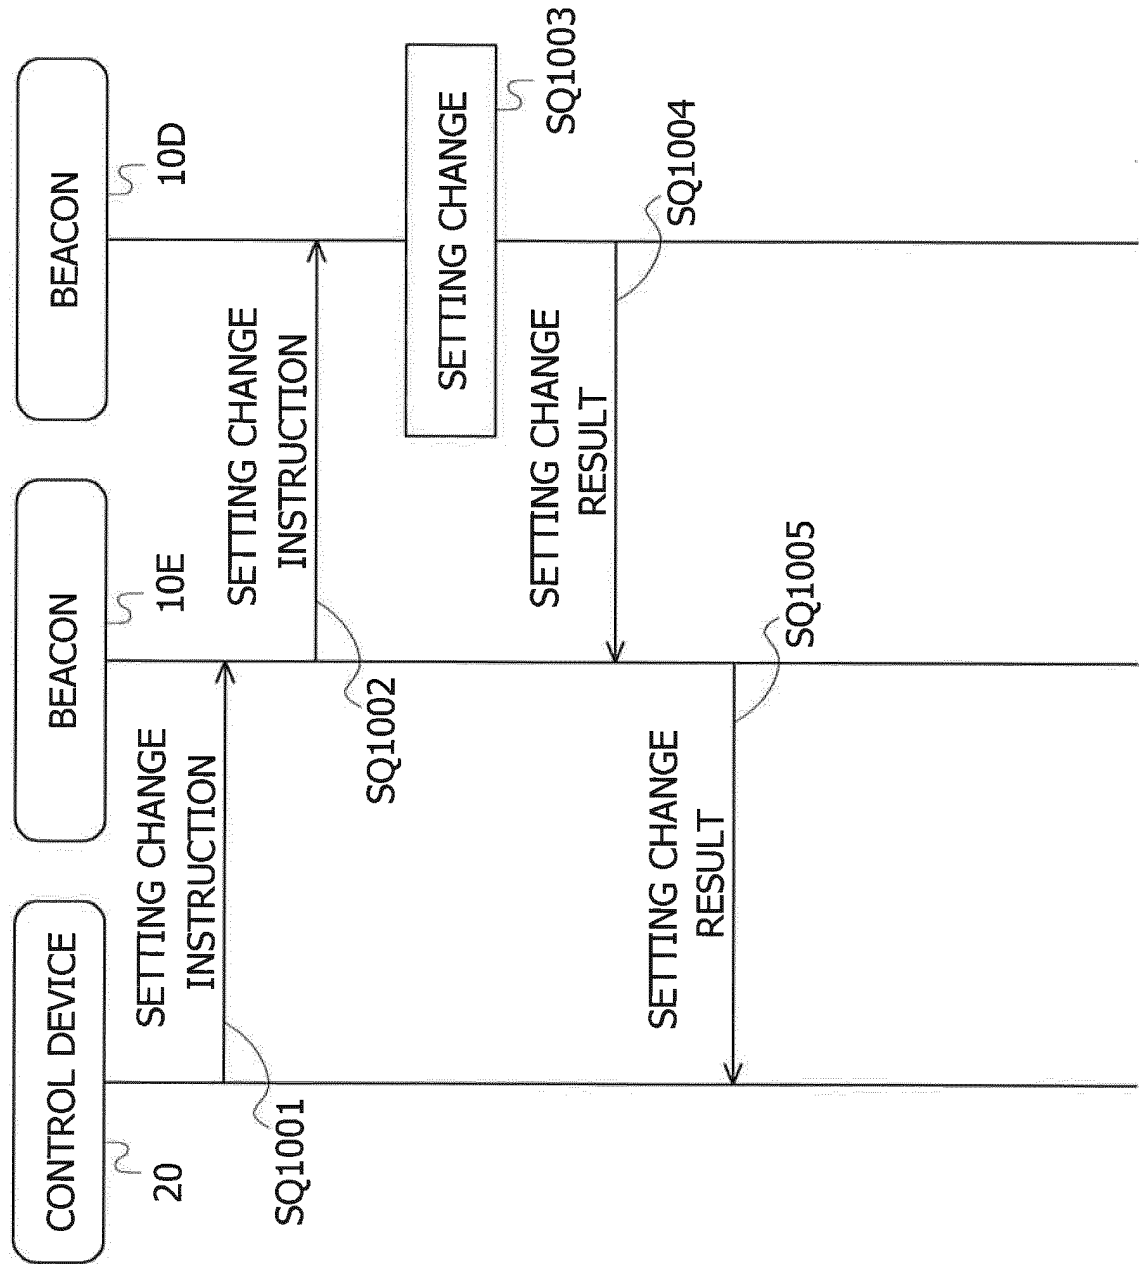 CONTROL DEVICE
20
BEACON
10E
BEACON
10D
SETTING CHANGE
INSTRUCTION
SQ1001
SETTING CHANGE
INSTRUCTION
SQ1002
SETTING CHANGE
SQ1003
SETTING CHANGE
RESULT
SQ1004
SETTING CHANGE
RESULT
SQ1005